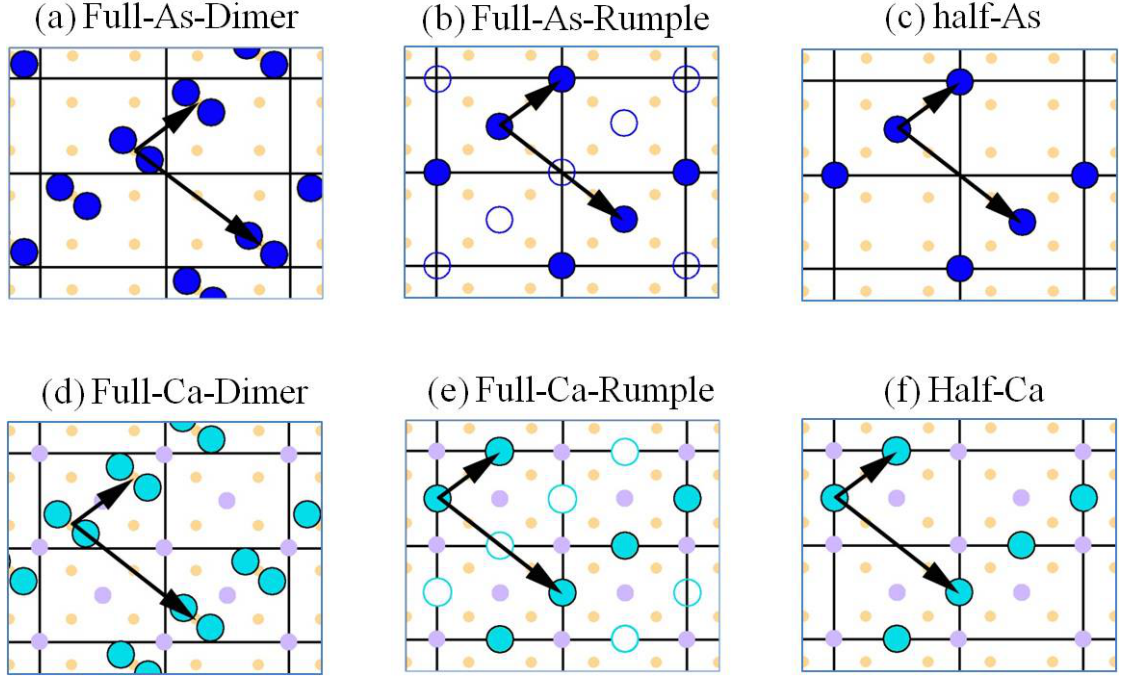 (a) Full-As-Dimer
(b) Full-As-Rumple
(c) half-As
(d) Full-Ca-Dimer
(e) Full-Ca-Rumple
(f) Half-Ca